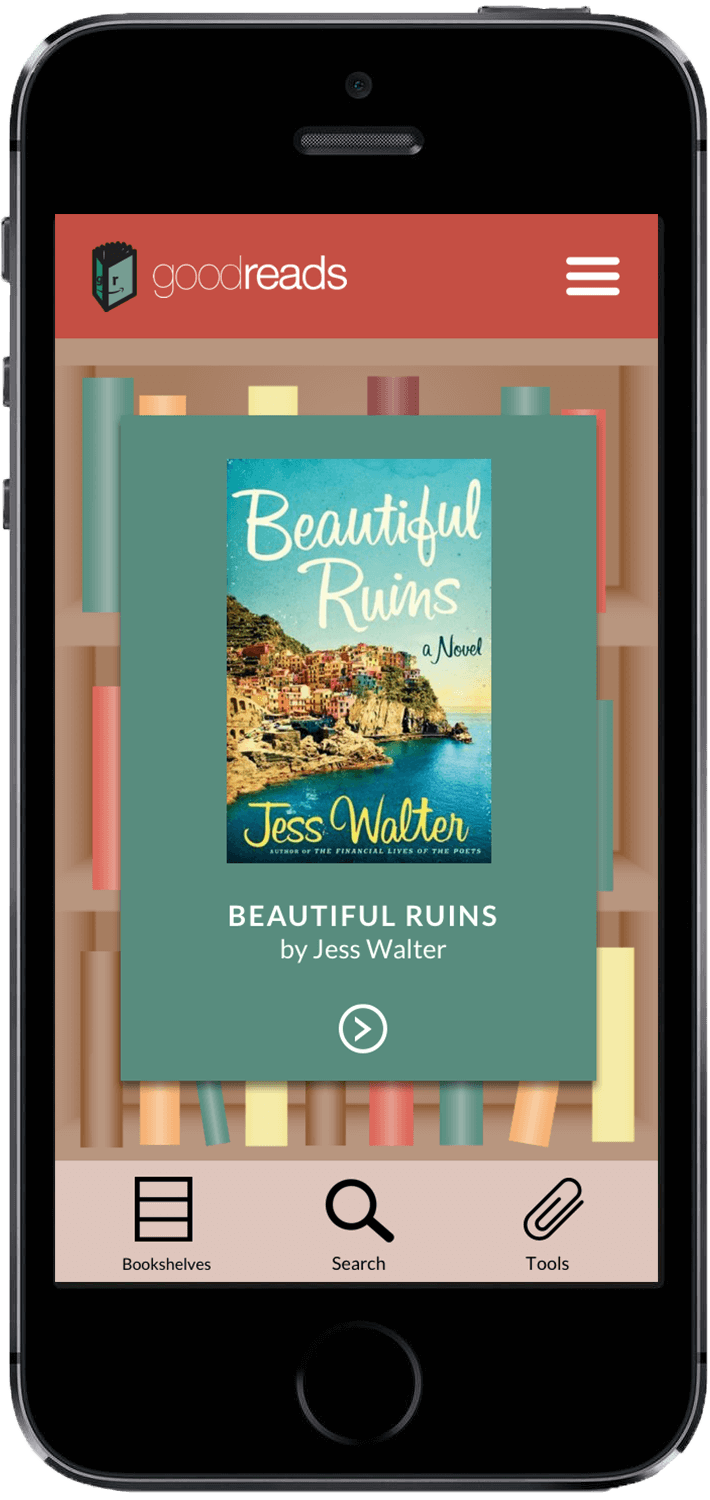 goodreads
Beautiful
Ruins
a Novel
Jess Walter
AUTHOR OF THE FINANCIAL LIVES OF THE POETS
BEAUTIFUL RUINS
by Jess Walter
Bookshelves
Search
Tools